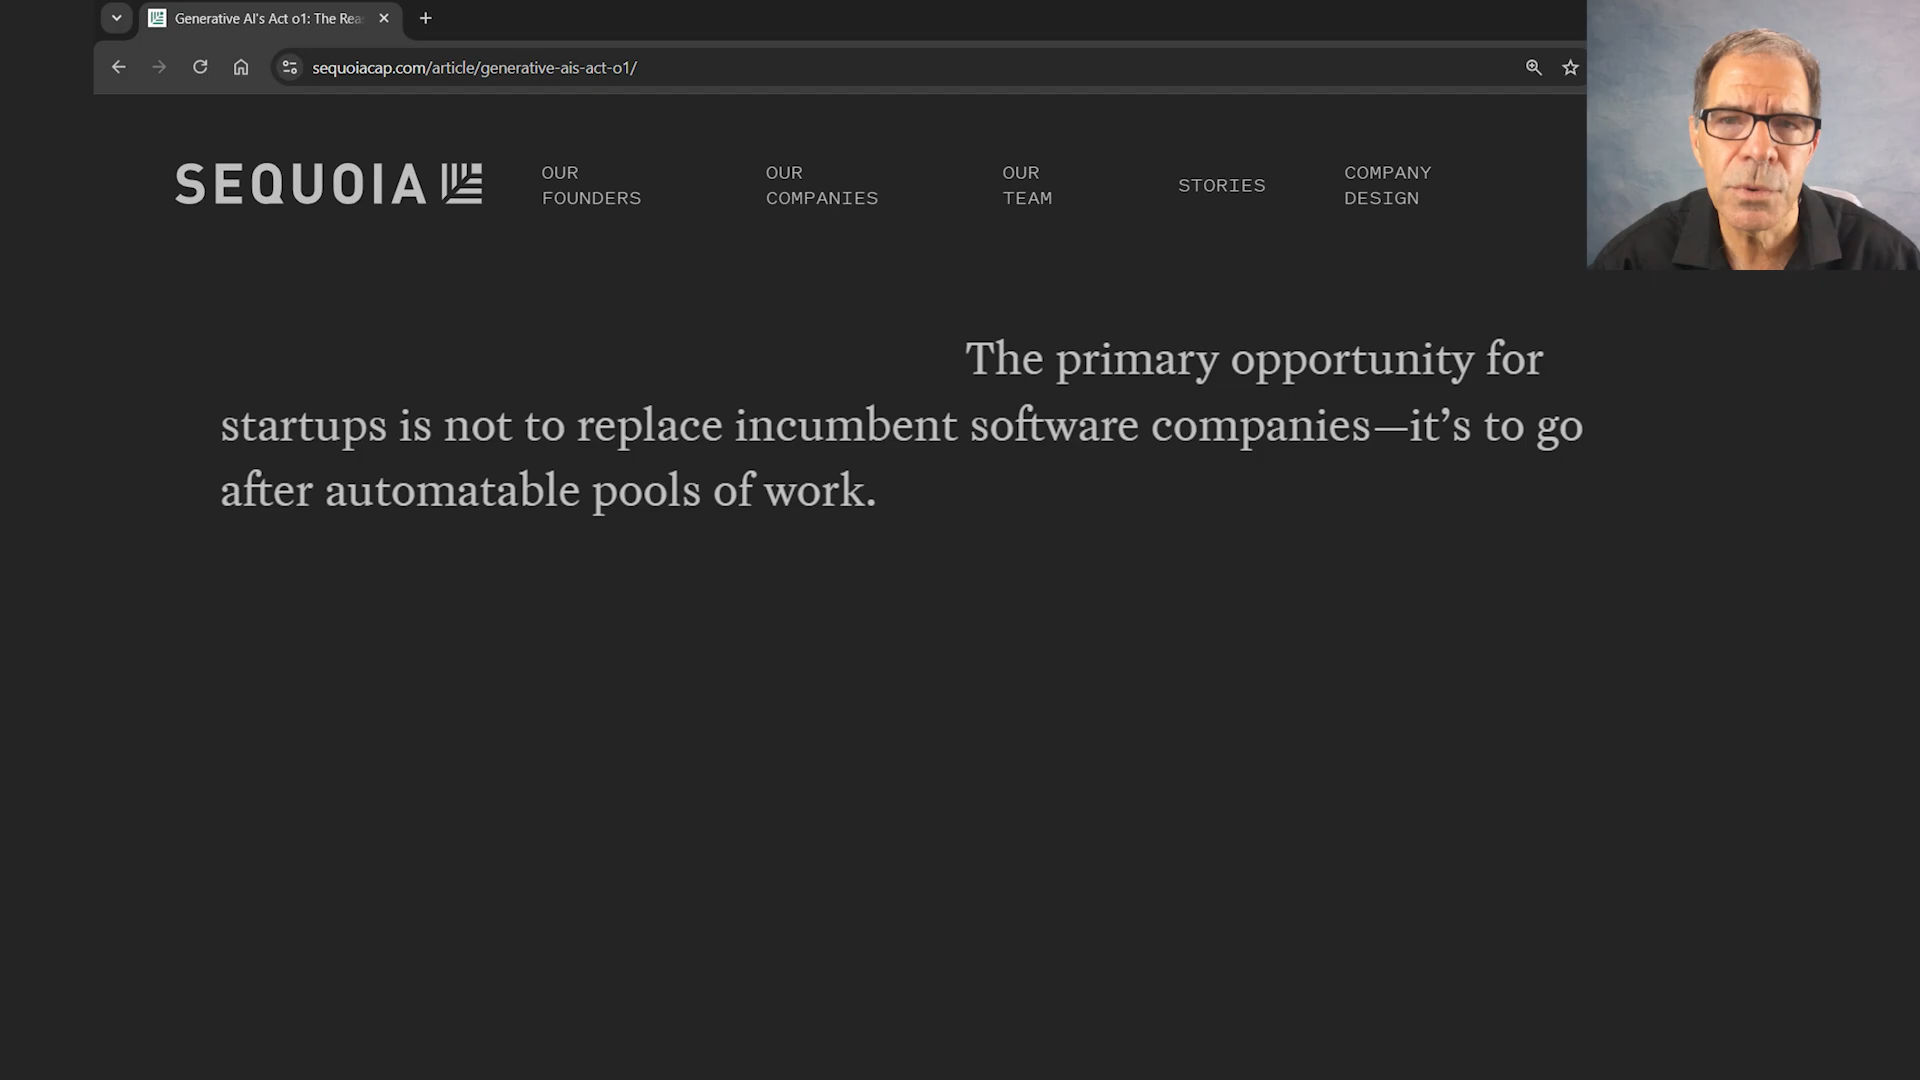 Generative AI's Act o1: The Rea
sequoiacap.com/article/generative-ais-act-o1/
SEQUOIA
OUR
FOUNDERS
OUR
COMPANIES
OUR
TEAM
STORIES
COMPANY
DESIGN
The primary opportunity for
startups is not to replace incumbent software companies—it’s to go
after automatable pools of work.